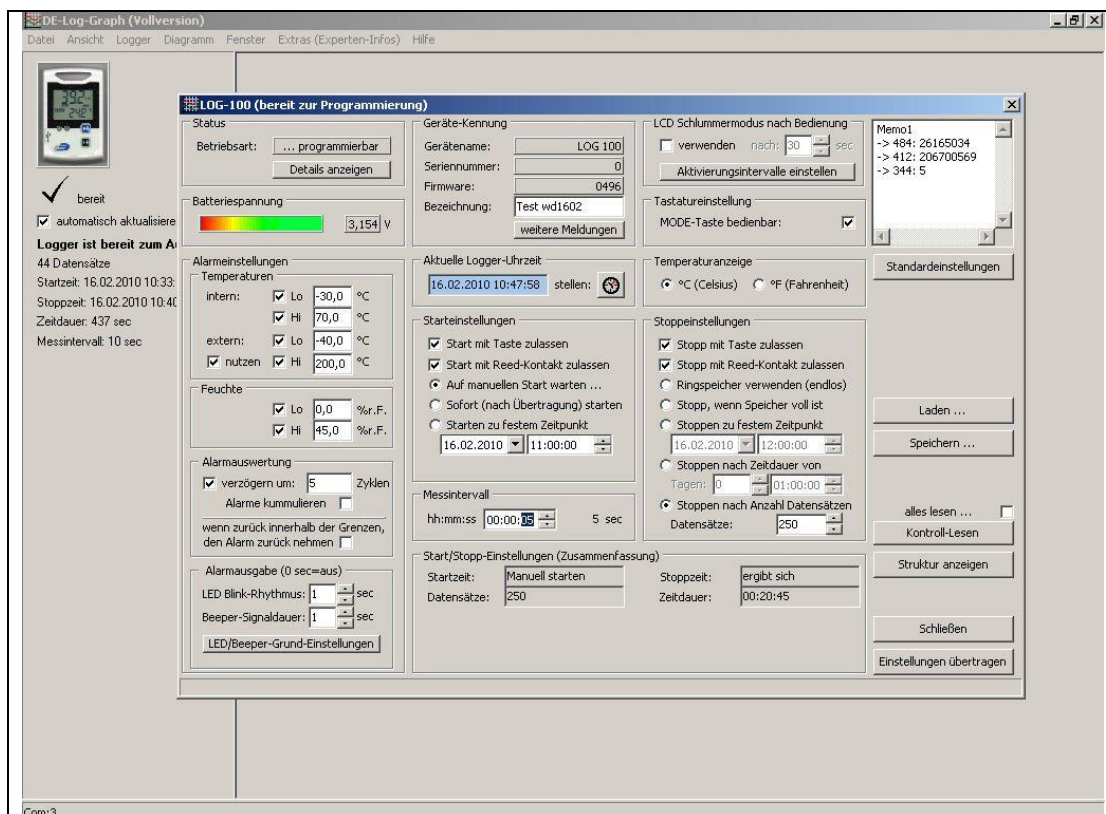 DE-Log-Graph (Vollversion)
Datei Ansicht Logger Diagramm Fenster Extras (Experten-Infos) Hilfe
bereit
automatisch aktualisiere
Logger ist bereit zum A
44 Datensätze
Startzeit: 16.02.2010 10:33:
Stoppzeit: 16.02.2010 10:40
Zeitdauer: 437 sec
Messintervall: 10 sec
LOG-100 (bereit zur Programmierung)
Status
Betriebsart: ... programmierbar
Details anzeigen
Batteriespannung
3,154 V
Alarmeinstellungen
Temperaturen
intern: Lo -30,0 °C
Hi 70,0 °C
extern: Lo -40,0 °C
nutzen Hi 200,0 °C
Feuchte
Lo 0,0 %r.F.
Hi 45,0 %r.F.
Alarmauswertung
verzögern um: 5 Zyklen
Alarme kummulieren
wenn zurück innerhalb der Grenzen,
den Alarm zurück nehmen
Alarmausgabe (0 sec=aus)
LED Blink-Rhythmus: 1 sec
Beeper-Signaldauer: 1 sec
LED/Beeper-Grund-Einstellungen
Geräte-Kennung
Gerätename: LOG 100
Seriennummer: 0
Firmware: 0496
Bezeichnung: Test wd1602
weitere Meldungen
Aktuelle Logger-Uhrzeit
16.02.2010 10:47:58 stellen:
Starteinstellungen
Start mit Taste zulassen
Start mit Reed-Kontakt zulassen
Auf manuellen Start warten ...
Sofort (nach Übertragung) starten
Starten zu festem Zeitpunkt
16.02.2010 11:00:00
Messintervall
hh:mm:ss 00:00:05 5 sec
LCD Schlummermodus nach Bedienung
verwenden nach: 30 sec
Aktivierungsintervalle einstellen
Tastatureinstellung
MODE-Taste bedienbar:
Temperaturanzeige
°C (Celsius) °F (Fahrenheit)
Stoppeinstellungen
Stopp mit Taste zulassen
Stopp mit Reed-Kontakt zulassen
Ringspeicher verwenden (endlos)
Stopp, wenn Speicher voll ist
Stoppen zu festem Zeitpunkt
16.02.2010 12:00:00
Stoppen nach Zeitdauer von
Tagen: 0 01:00:00
Stoppen nach Anzahl Datensätzen
Datensätze: 250
Start/Stopp-Einstellungen (Zusammenfassung)
Startzeit: Manuell starten Stoppzeit: ergibt sich
Datensätze: 250 Zeitdauer: 00:20:45
Memo1
-> 484: 26165034
-> 412: 206700569
-> 344: 5
Standardeinstellungen
Laden ...
Speichern ...
alles lesen ...
Kontroll-Lesen
Struktur anzeigen
Schließen
Einstellungen übertragen
Com:3